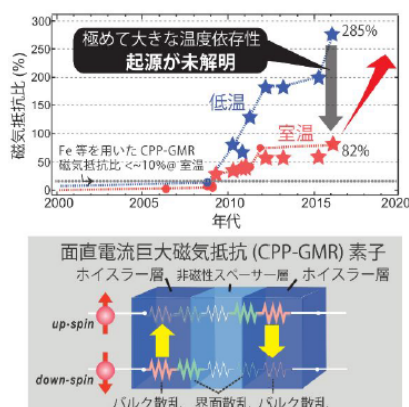 極めて大きな温度依存性
起源が未解明
285%
低温
室温
82%
Fe 等を用いた CPP-GMR
磁気抵抗比 <~10%@ 室温
磁気抵抗比 (%)
300
250
200
150
100
50
0
2000
2005
2010
2015
2020
年代
面直電流巨大磁気抵抗 (CPP-GMR) 素子
ホイスラー層 非磁性スペーサー層 ホイスラー層
up-spin
down-spin
バルク散乱 界面散乱 バルク散乱